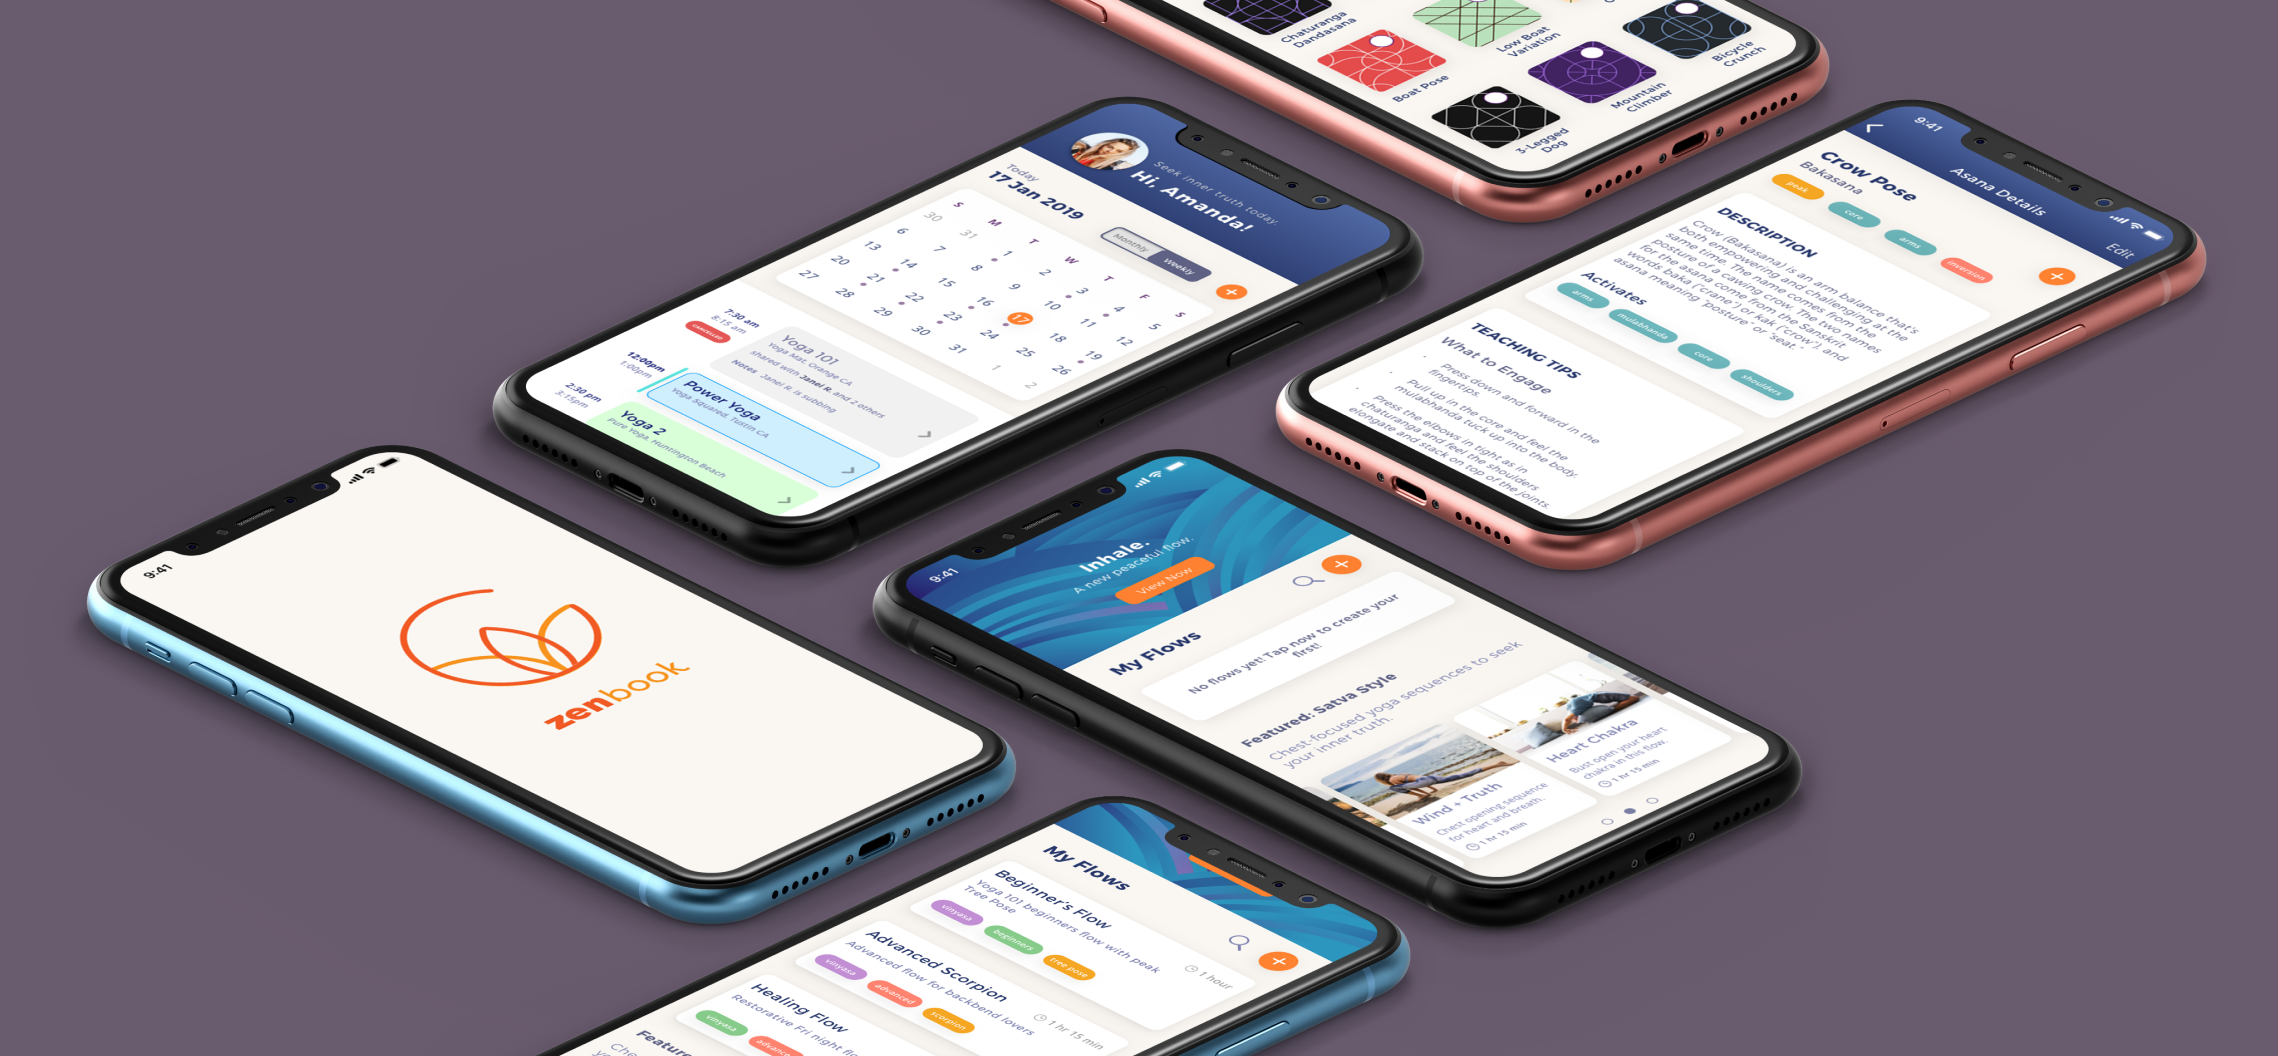 Chaturanga
Dandasana
Low Boat
Variation
Boat Pose
Bicycle
Crunch
Mountain
Climber
3-Legged
Dog
Seek inner truth today.
Hi, Amanda!
Today
17 Jan 2019
Monthly
Weekly
+
S M T W T F S
30 31 1 2 3 4 5
6 7 8 9 10 11 12
13 14 15 16 17 18 19
20 21 22 23 24 25 26
27 28 29 30 31 1 2
7:30 am
8:15 am
CANCELLED
Yoga 101
Yoga Mat, Orange CA
shared with Janel R. and 2 others
Notes Janel R. is subbing
12:00pm
1:00pm
Power Yoga
Yoga Squared, Tustin CA
2:30 pm
3:15pm
Yoga 2
Pure Yoga, Huntington Beach
9:41
Asana Details
Edit
Crow Pose
Bakasana
peak
core
arms
inversion
+
DESCRIPTION
Crow (Bakasana) is an arm balance that's
both empowering and challenging at the
same time. The name comes from the
posture of a cawing crow. The two names
for the asana come from the Sanskrit
words baka ("crane") or kak ("crow"), and
asana meaning "posture" or "seat."
Activates
arms
mulabhanda
core
shoulders
TEACHING TIPS
What to Engage
Press down and forward in the
fingertips.
Pull up in the core and feel the
mulabhanda tuck up into the body.
Press the elbows in tight as in
chaturanga and feel the shoulders
elongate and stack on top of the joints.
9:41
zenbook
9:41
Inhale.
A new peaceful flow.
View Now
My Flows
+
No flows yet! Tap now to create your
first!
Featured: Satva Style
Chest-focused yoga sequences to seek
your inner truth.
Wind + Truth
Chest opening sequence
for heart and breath.
1 hr 15 min
Heart Chakra
Bust open your heart
chakra in this flow.
1 hr 15 min
My Flows
+
Beginner's Flow
Yoga 101 beginners flow with peak
Tree Pose
1 hour
vinyasa
beginners
tree pose
Advanced Scorpion
Advanced flow for backbend lovers
1 hr 15 min
vinyasa
advanced
scorpion
Healing Flow
Restorative Fri night
vinyasa